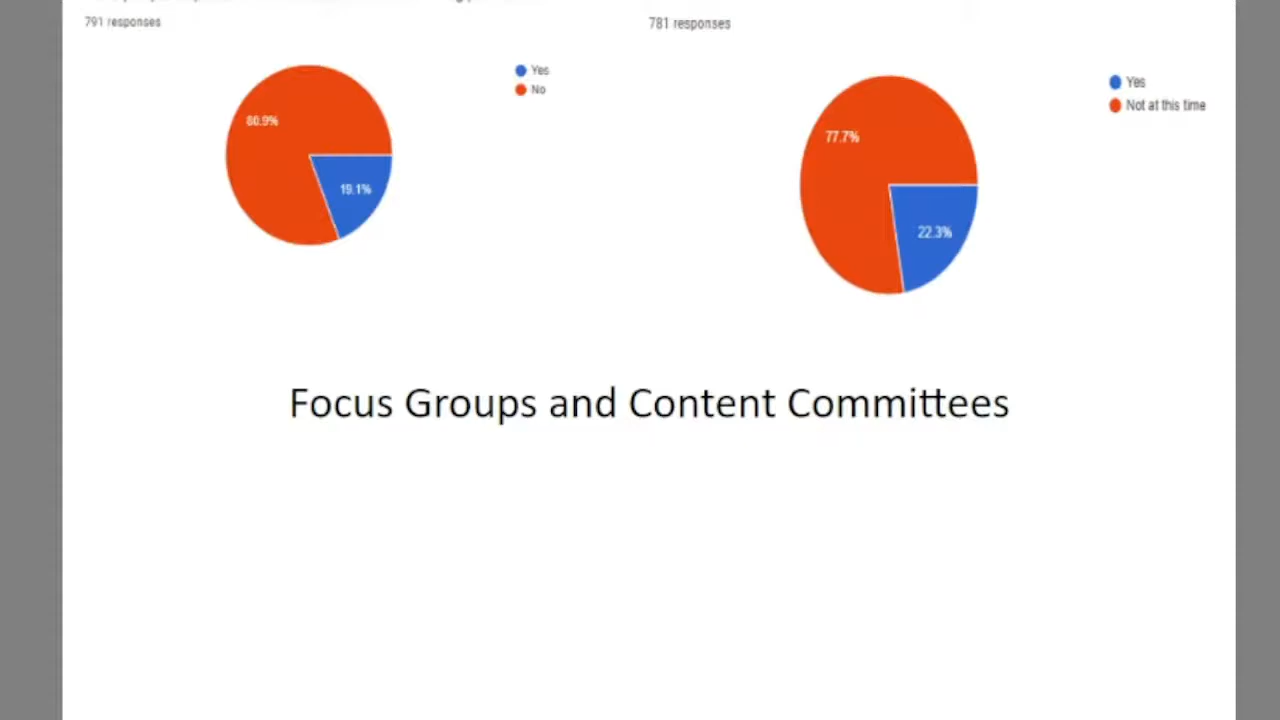 791 responses
Yes
No
80.9%
19.1%
781 responses
Yes
Not at this time
77.7%
22.3%
Focus Groups and Content Committees